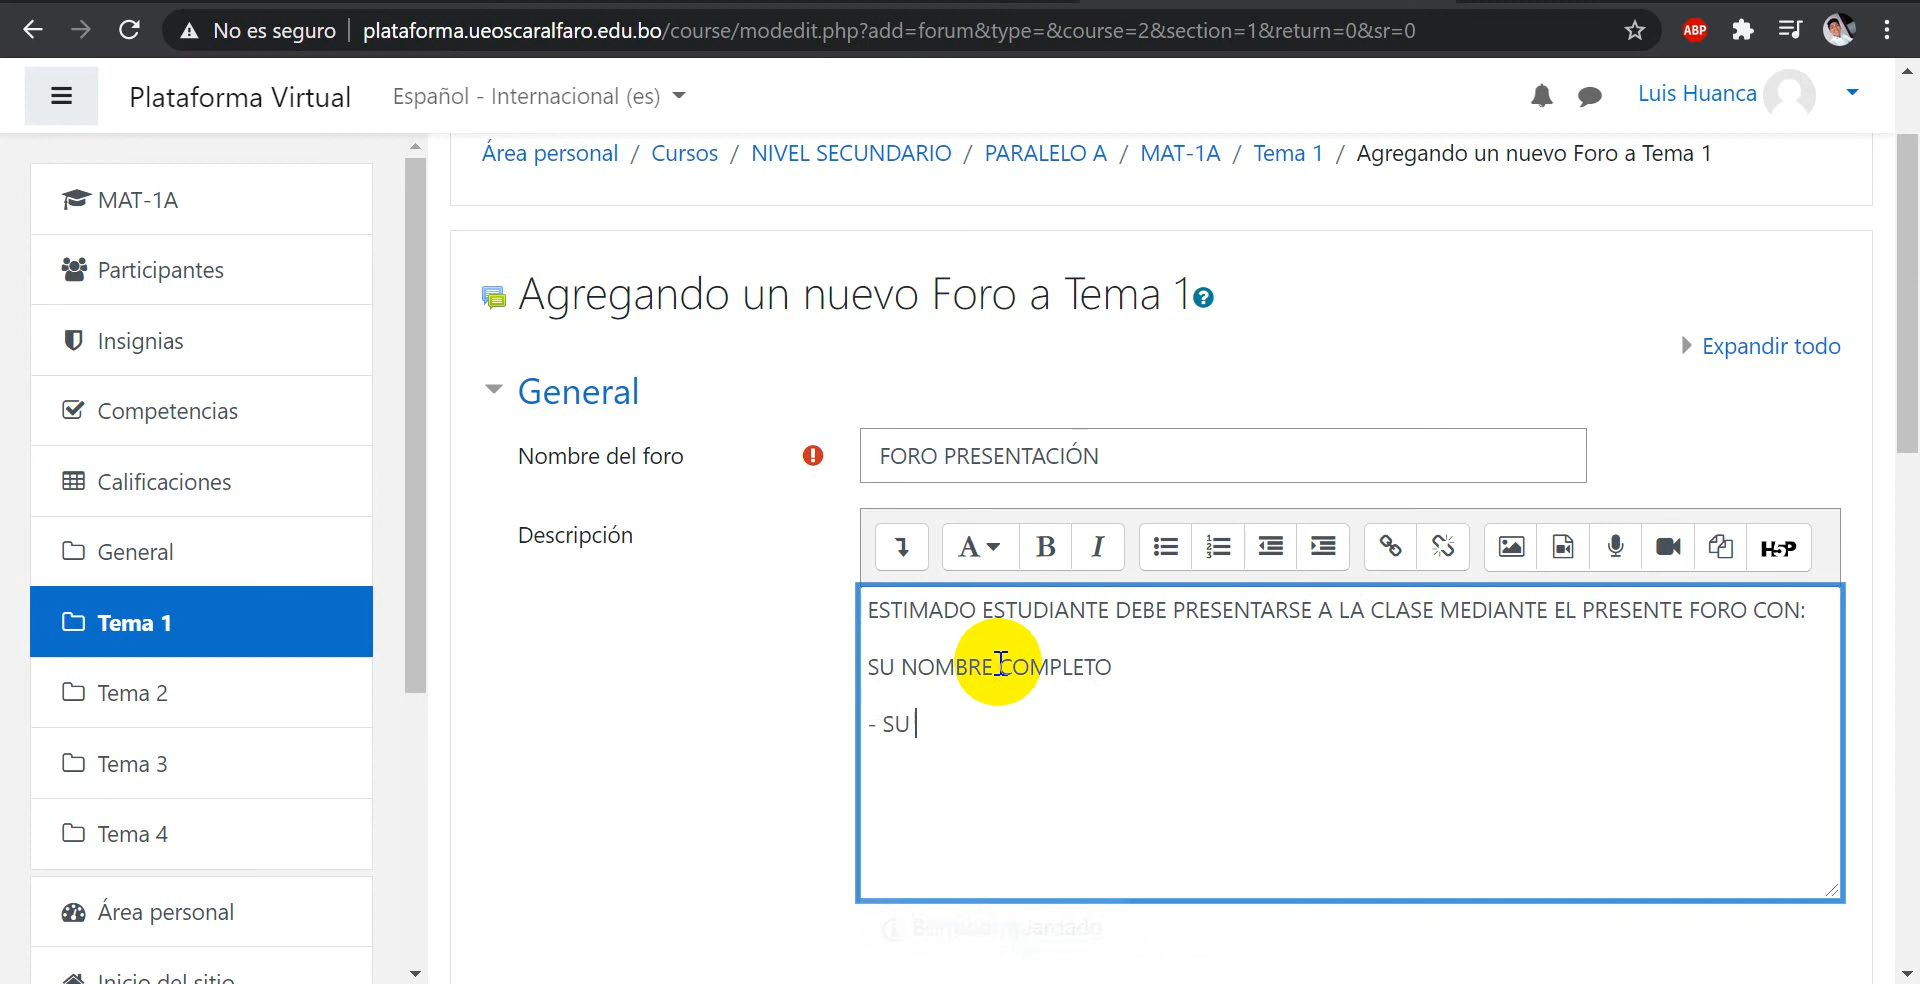 No es seguro
plataforma.ueoscaralfaro.edu.bo/course/modedit.php?add=forum&type=&course=2&section=1&return=0&sr=0
ABP
Plataforma Virtual
Español - Internacional (es)
Luis Huanca
Área personal / Cursos / NIVEL SECUNDARIO / PARALELO A / MAT-1A / Tema 1 / Agregando un nuevo Foro a Tema 1
MAT-1A
Participantes
Insignias
Competencias
Calificaciones
General
Tema 1
Tema 2
Tema 3
Tema 4
Área personal
Inicio del sitio
Agregando un nuevo Foro a Tema 1
Expandir todo
General
Nombre del foro
FORO PRESENTACIÓN
Descripción
A B I
H5P
ESTIMADO ESTUDIANTE DEBE PRESENTARSE A LA CLASE MEDIANTE EL PRESENTE FORO CON:
SU NOMBRE COMPLETO
- SU